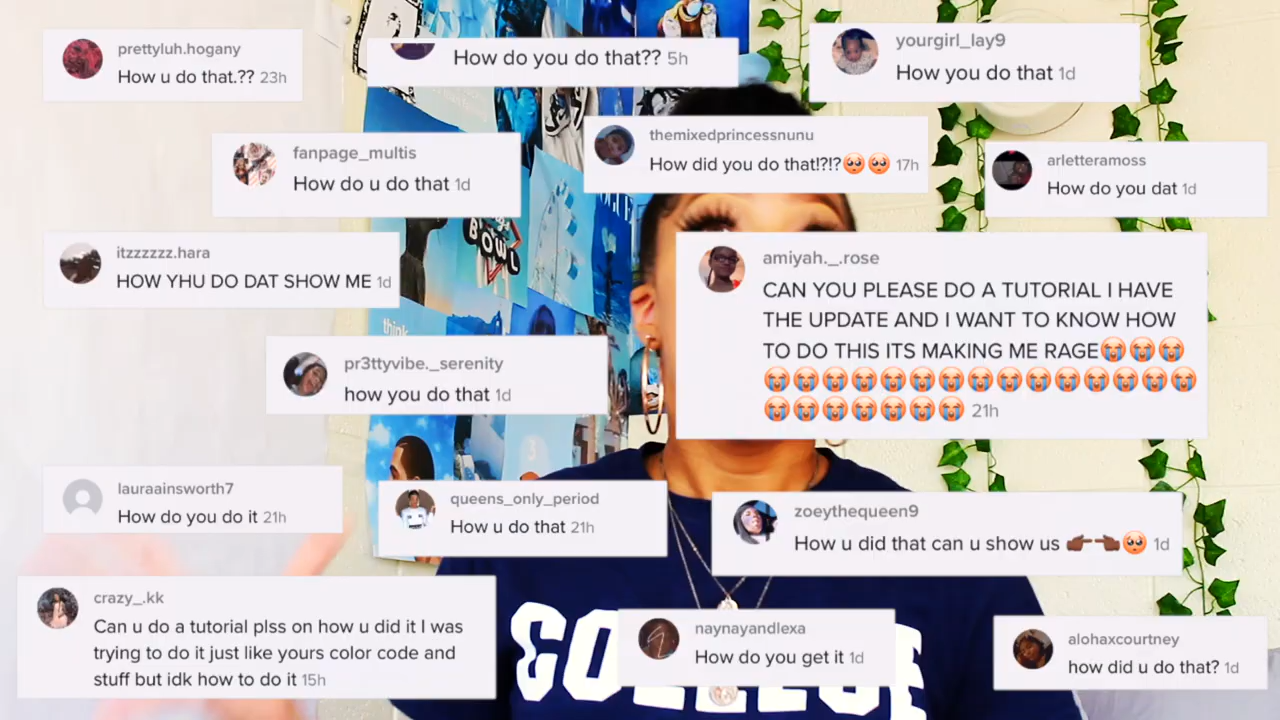 prettyluh.hogany
How u do that.?? 23h
How do you do that?? 5h
yourgirl_lay9
How you do that 1d
fanpage_multis
How do u do that 1d
themixedprincessnunu
How did you do that!?!?🥺🥺 17h
arletteramoss
How do you dat 1d
itzzzzzz.hara
HOW YHU DO DAT SHOW ME 1d
BOWL
VOGUE
think
amiyah._.rose
CAN YOU PLEASE DO A TUTORIAL I HAVE
THE UPDATE AND I WANT TO KNOW HOW
TO DO THIS ITS MAKING ME RAGE😭😭😭
😭😭😭😭😭😭😭😭😭😭😭😭😭😭😭
😭😭😭😭😭😭😭 21h
pr3ttyvibe._serenity
how you do that 1d
lauraainsworth7
How do you do it 21h
queens_only_period
How u do that 21h
zoeythequeen9
How u did that can u show us 👉🏿👈🏿🥺 1d
crazy_.kk
Can u do a tutorial plss on how u did it I was
trying to do it just like yours color code and
stuff but idk how to do it 15h
COLLEGE
naynayandlexa
How do you get it 1d
alohaxcourtney
how did u do that? 1d